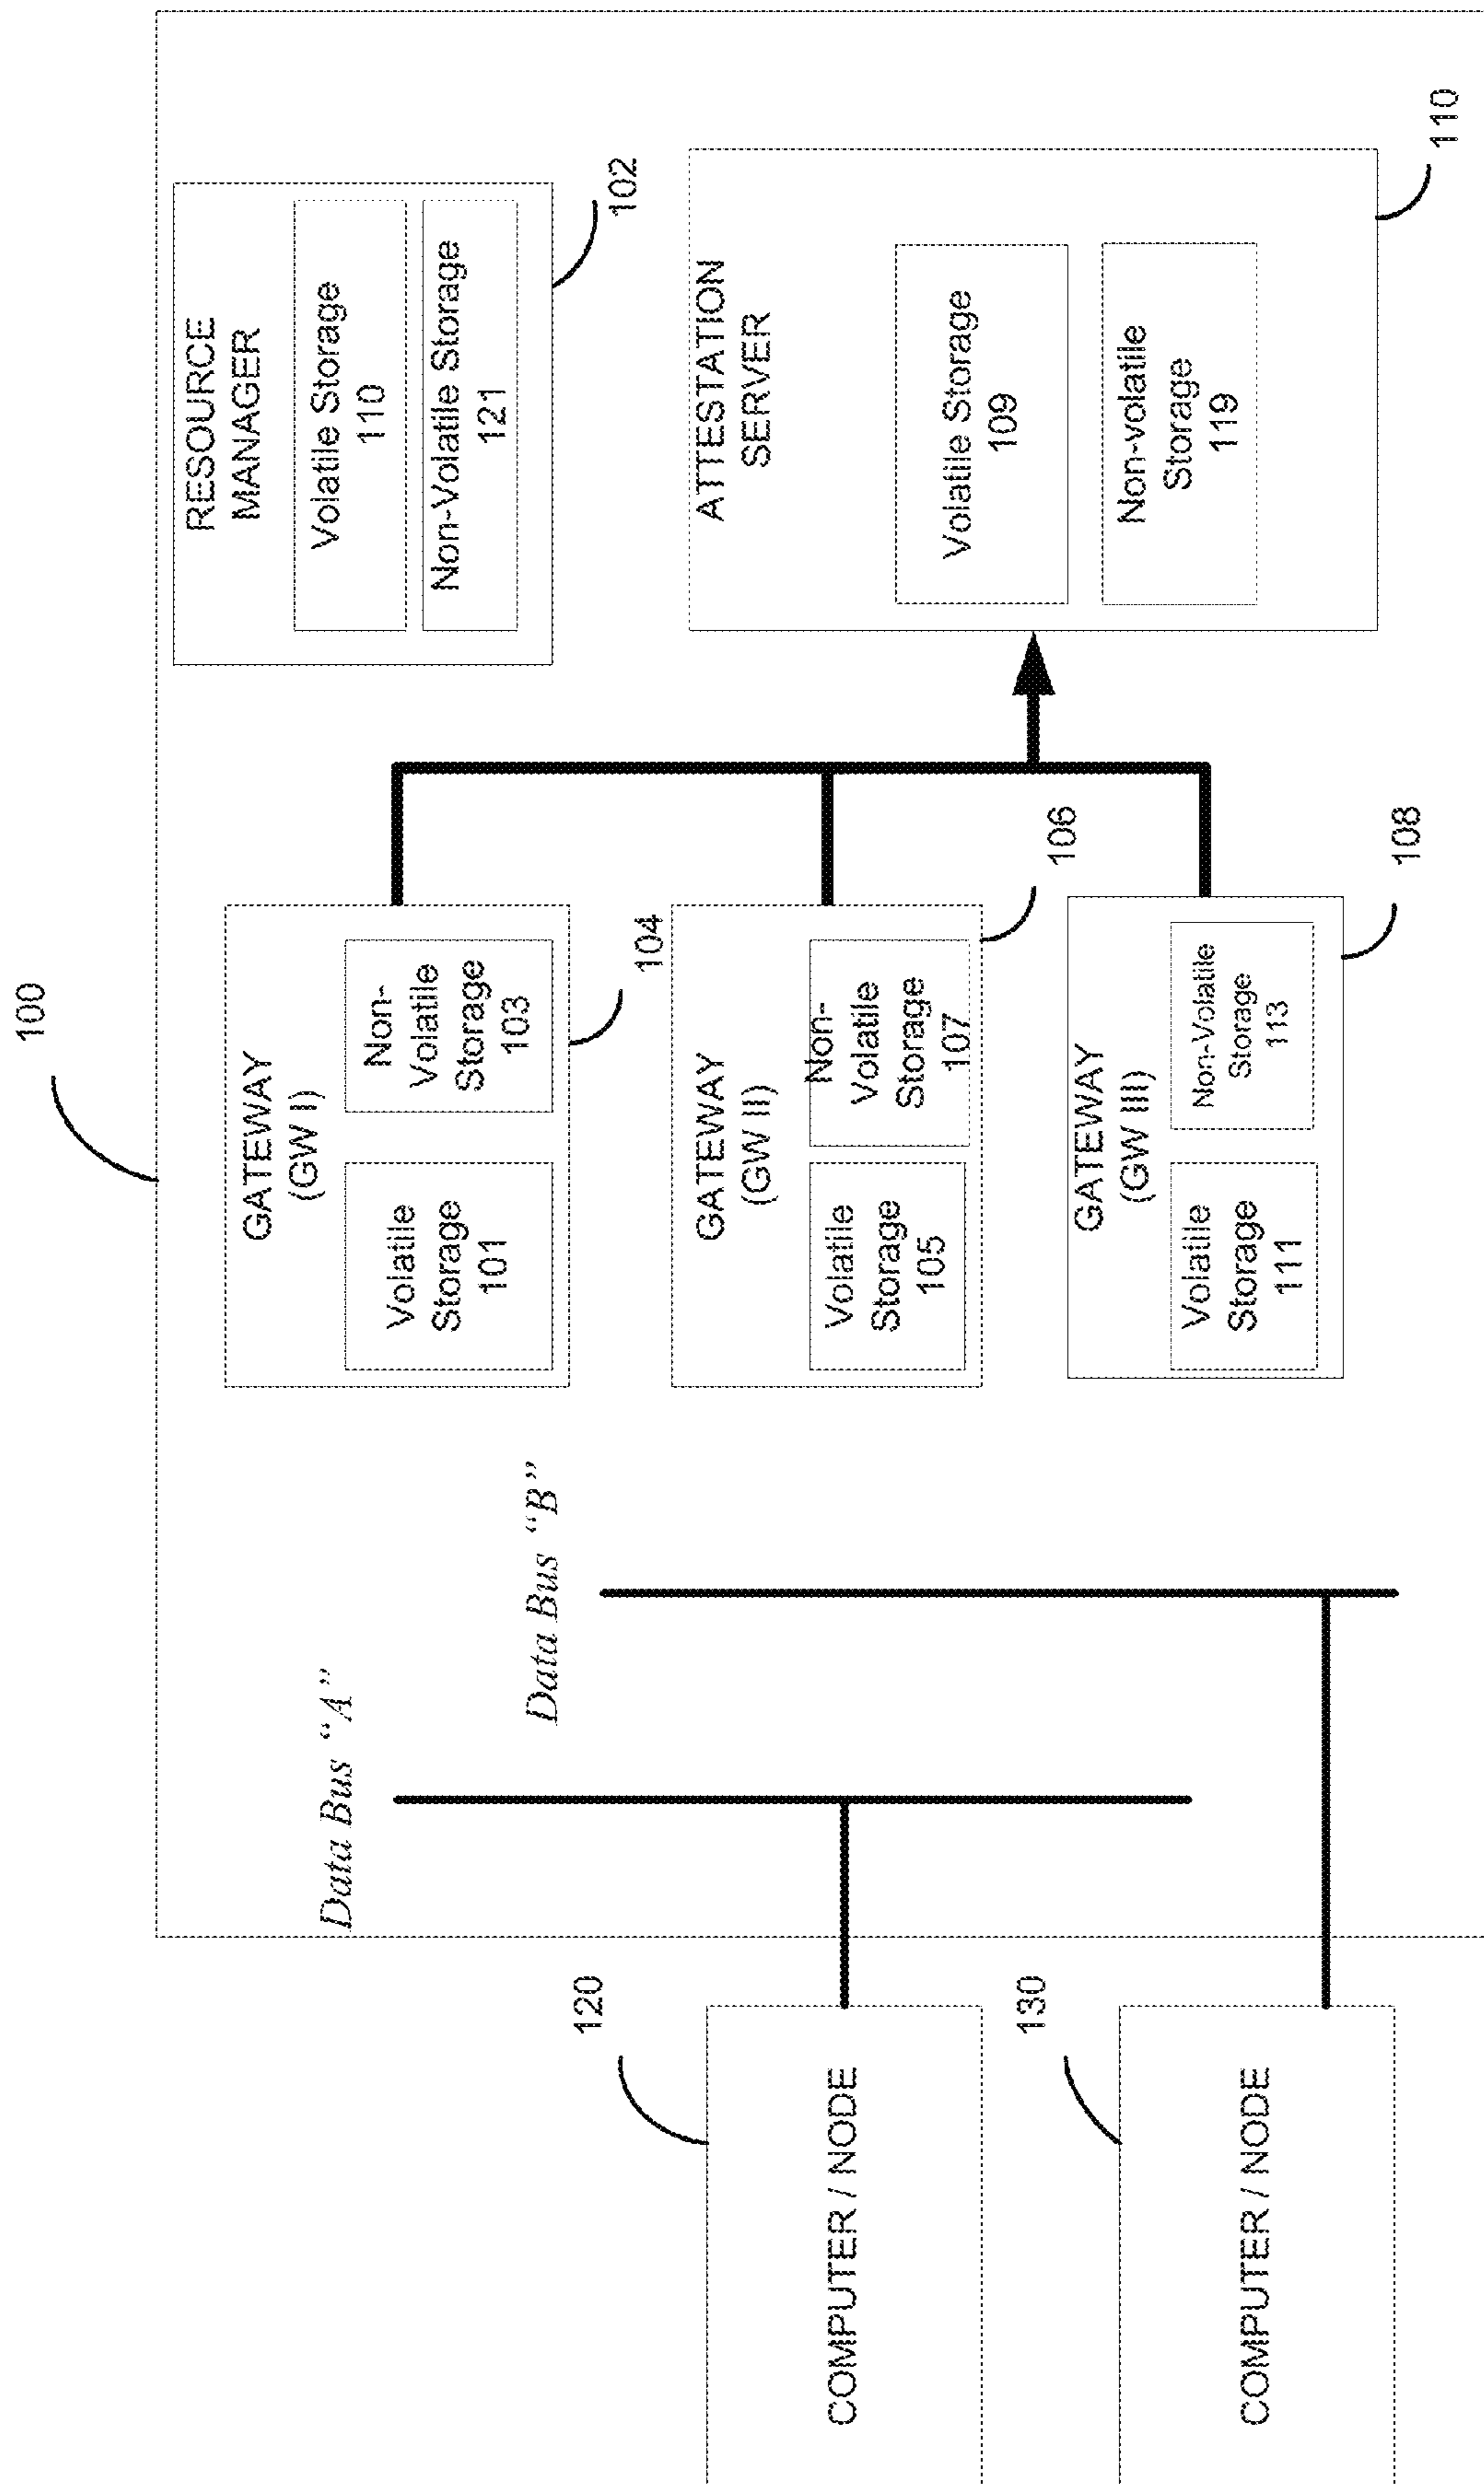 100
RESOURCE
MANAGER
Volatile Storage
110
Non-Volatile Storage
121
102
GATEWAY
(GW I)
Volatile
Storage
101
Non-
Volatile
Storage
103
104
Data Bus “A”
Data Bus “B”
120
COMPUTER / NODE
GATEWAY
(GW II)
Volatile
Storage
105
Non-
Volatile
Storage
107
106
ATTESTATION
SERVER
Volatile Storage
109
Non-volatile
Storage
119
110
130
COMPUTER / NODE
GATEWAY
(GW III)
Volatile
Storage
111
Non-Volatile
Storage
113
108